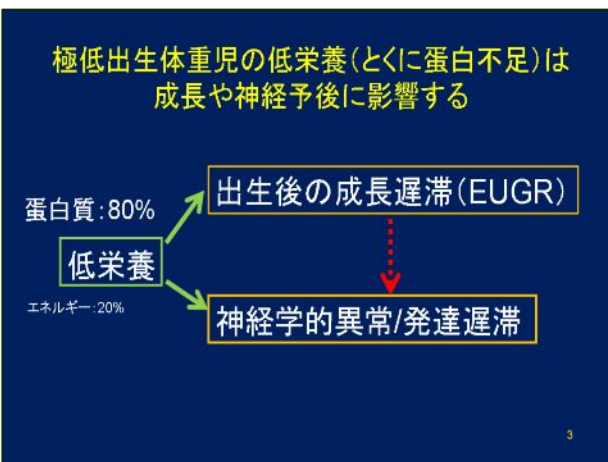 極低出生体重児の低栄養(とくに蛋白不足)は
成長や神経予後に影響する
出生後の成長遅滞(EUGR)
蛋白質:80%
低栄養
エネルギー:20%
神経学的異常/発達遅滞
3